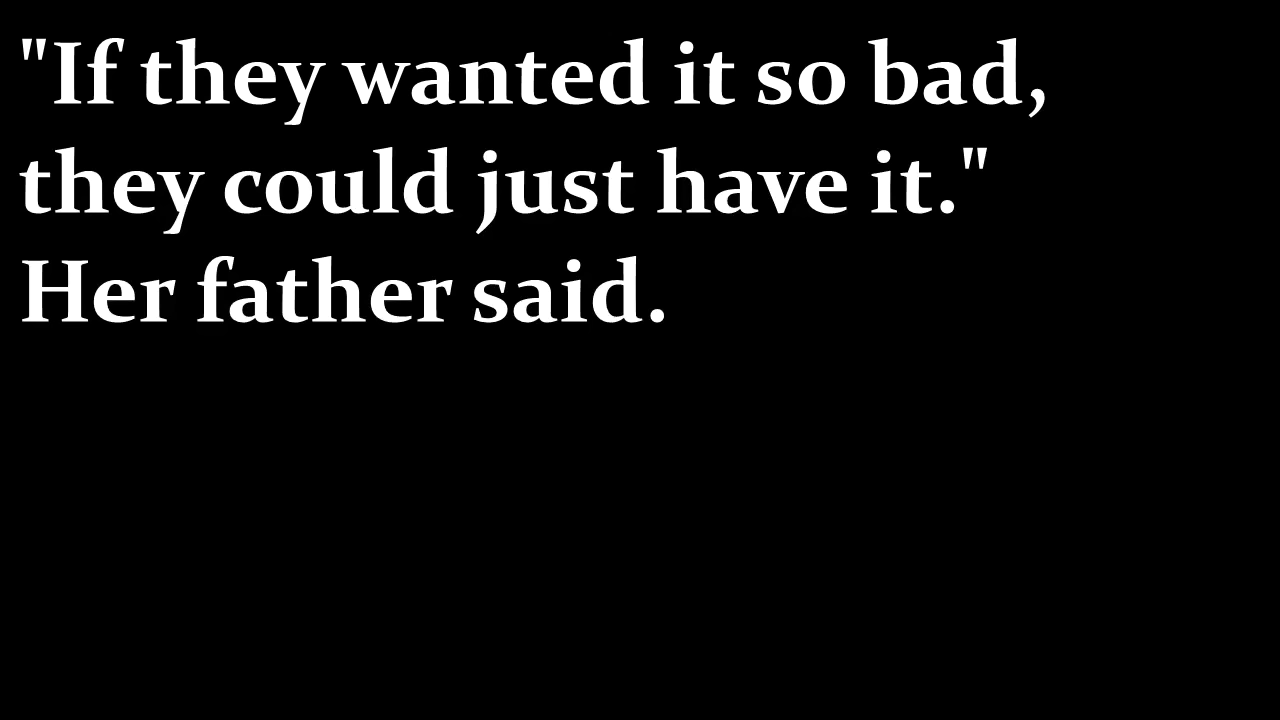 "If they wanted it so bad,
they could just have it."
Her father said.